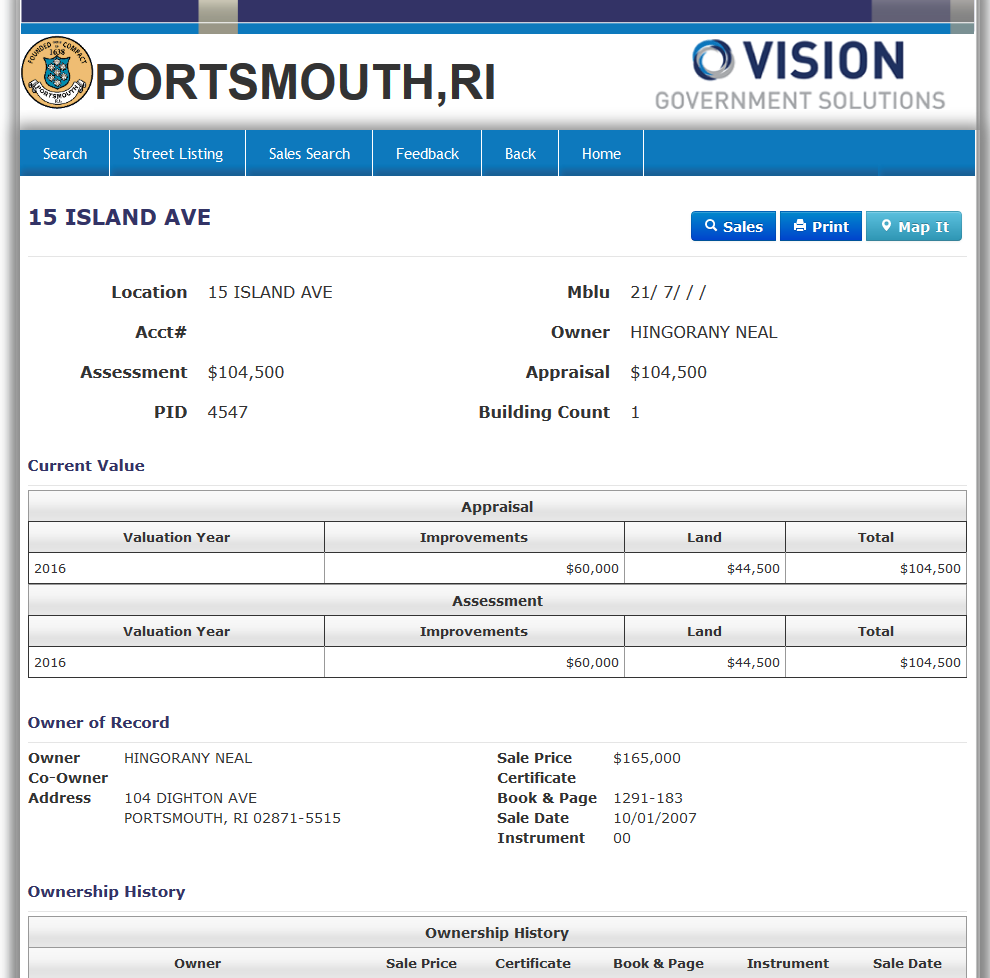 FOUNDED BY COMPACT
1638
PORTSMOUTH
R.I.
PORTSMOUTH,RI
VISION
GOVERNMENT SOLUTIONS
Search Street Listing Sales Search Feedback Back Home
15 ISLAND AVE
Sales Print Map It
Location 15 ISLAND AVE Mblu 21/ 7/ / /
Acct# Owner HINGORANY NEAL
Assessment $104,500 Appraisal $104,500
PID 4547 Building Count 1
Current Value
Appraisal
Valuation Year Improvements Land Total
2016 $60,000 $44,500 $104,500
Assessment
Valuation Year Improvements Land Total
2016 $60,000 $44,500 $104,500
Owner of Record
Owner HINGORANY NEAL Sale Price $165,000
Co-Owner Certificate
Address 104 DIGHTON AVE Book & Page 1291-183
PORTSMOUTH, RI 02871-5515 Sale Date 10/01/2007
Instrument 00
Ownership History
Ownership History
Owner Sale Price Certificate Book & Page Instrument Sale Date